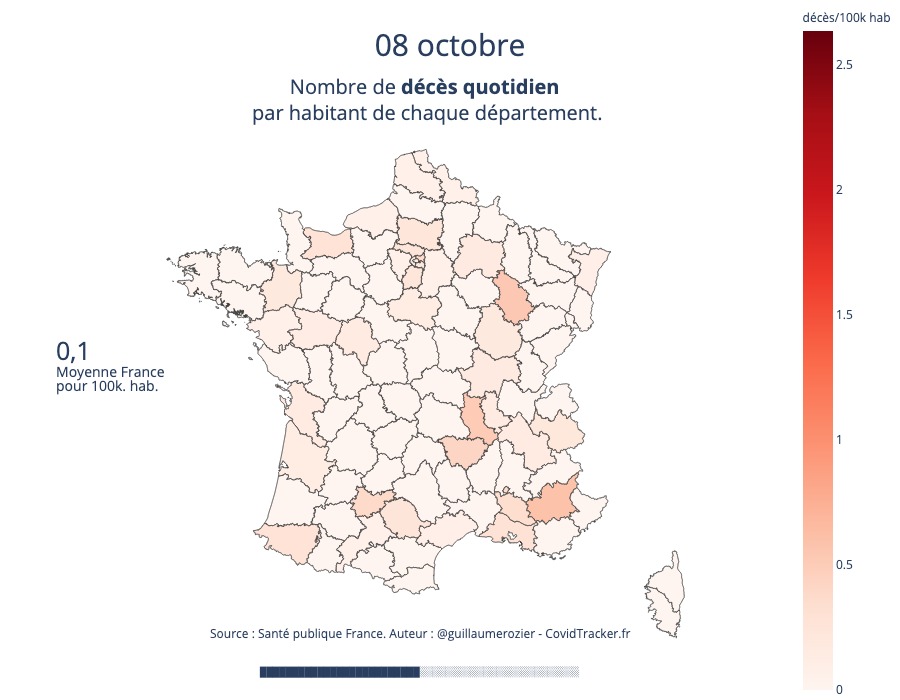 décès/100k hab
08 octobre
Nombre de décès quotidien
par habitant de chaque département.
2.5
2
1.5
1
0.5
0
0,1
Moyenne France
pour 100k. hab.
Source : Santé publique France. Auteur : @guillaumerozier - CovidTracker.fr